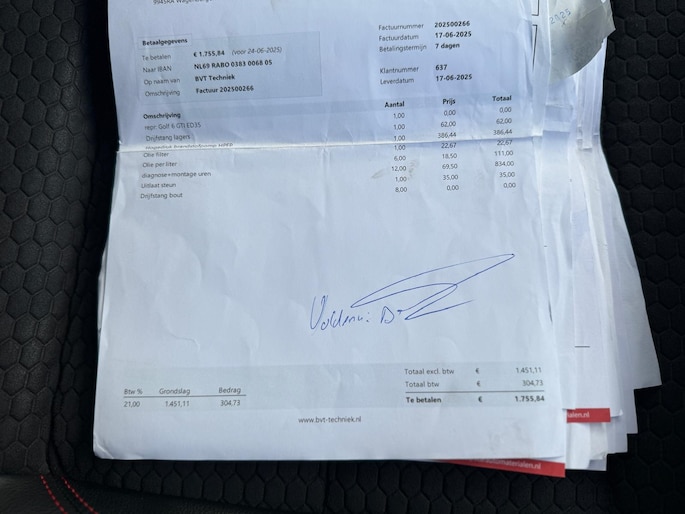 Factuurnummer 202500266
Factuurdatum 17-06-2025
Betalingstermijn 7 dagen
Klantnummer 637
Leverdatum 17-06-2025
Betaalgegevens
Te betalen € 1.755,84 (voor 24-06-2025)
Naar IBAN NL69 RABO 0383 0068 05
Op naam van BVT Techniek
Omschrijving Factuur 202500266
Omschrijving Aantal Prijs Totaal
repr: Golf 6 GTI ED35 1,00 0,00 0,00
Drijfstang lagers 1,00 62,00 62,00
1,00 386,44 386,44
Olie filter 1,00 22,67 22,67
Olie per liter 6,00 18,50 111,00
diagnose+montage uren 12,00 69,50 834,00
Uitlaat steun 1,00 35,00 35,00
Drijfstang bout 8,00 0,00 0,00
Totaal excl. btw € 1.451,11
Totaal btw € 304,73
Te betalen € 1.755,84
Btw % Grondslag Bedrag
21,00 1.451,11 304,73
www.bvt-techniek.nl